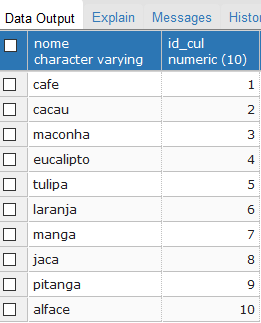 Data Output Explain Messages Histor
nome id_cul
character varying numeric (10)
cafe 1
cacau 2
maconha 3
eucalipto 4
tulipa 5
laranja 6
manga 7
jaca 8
pitanga 9
alface 10